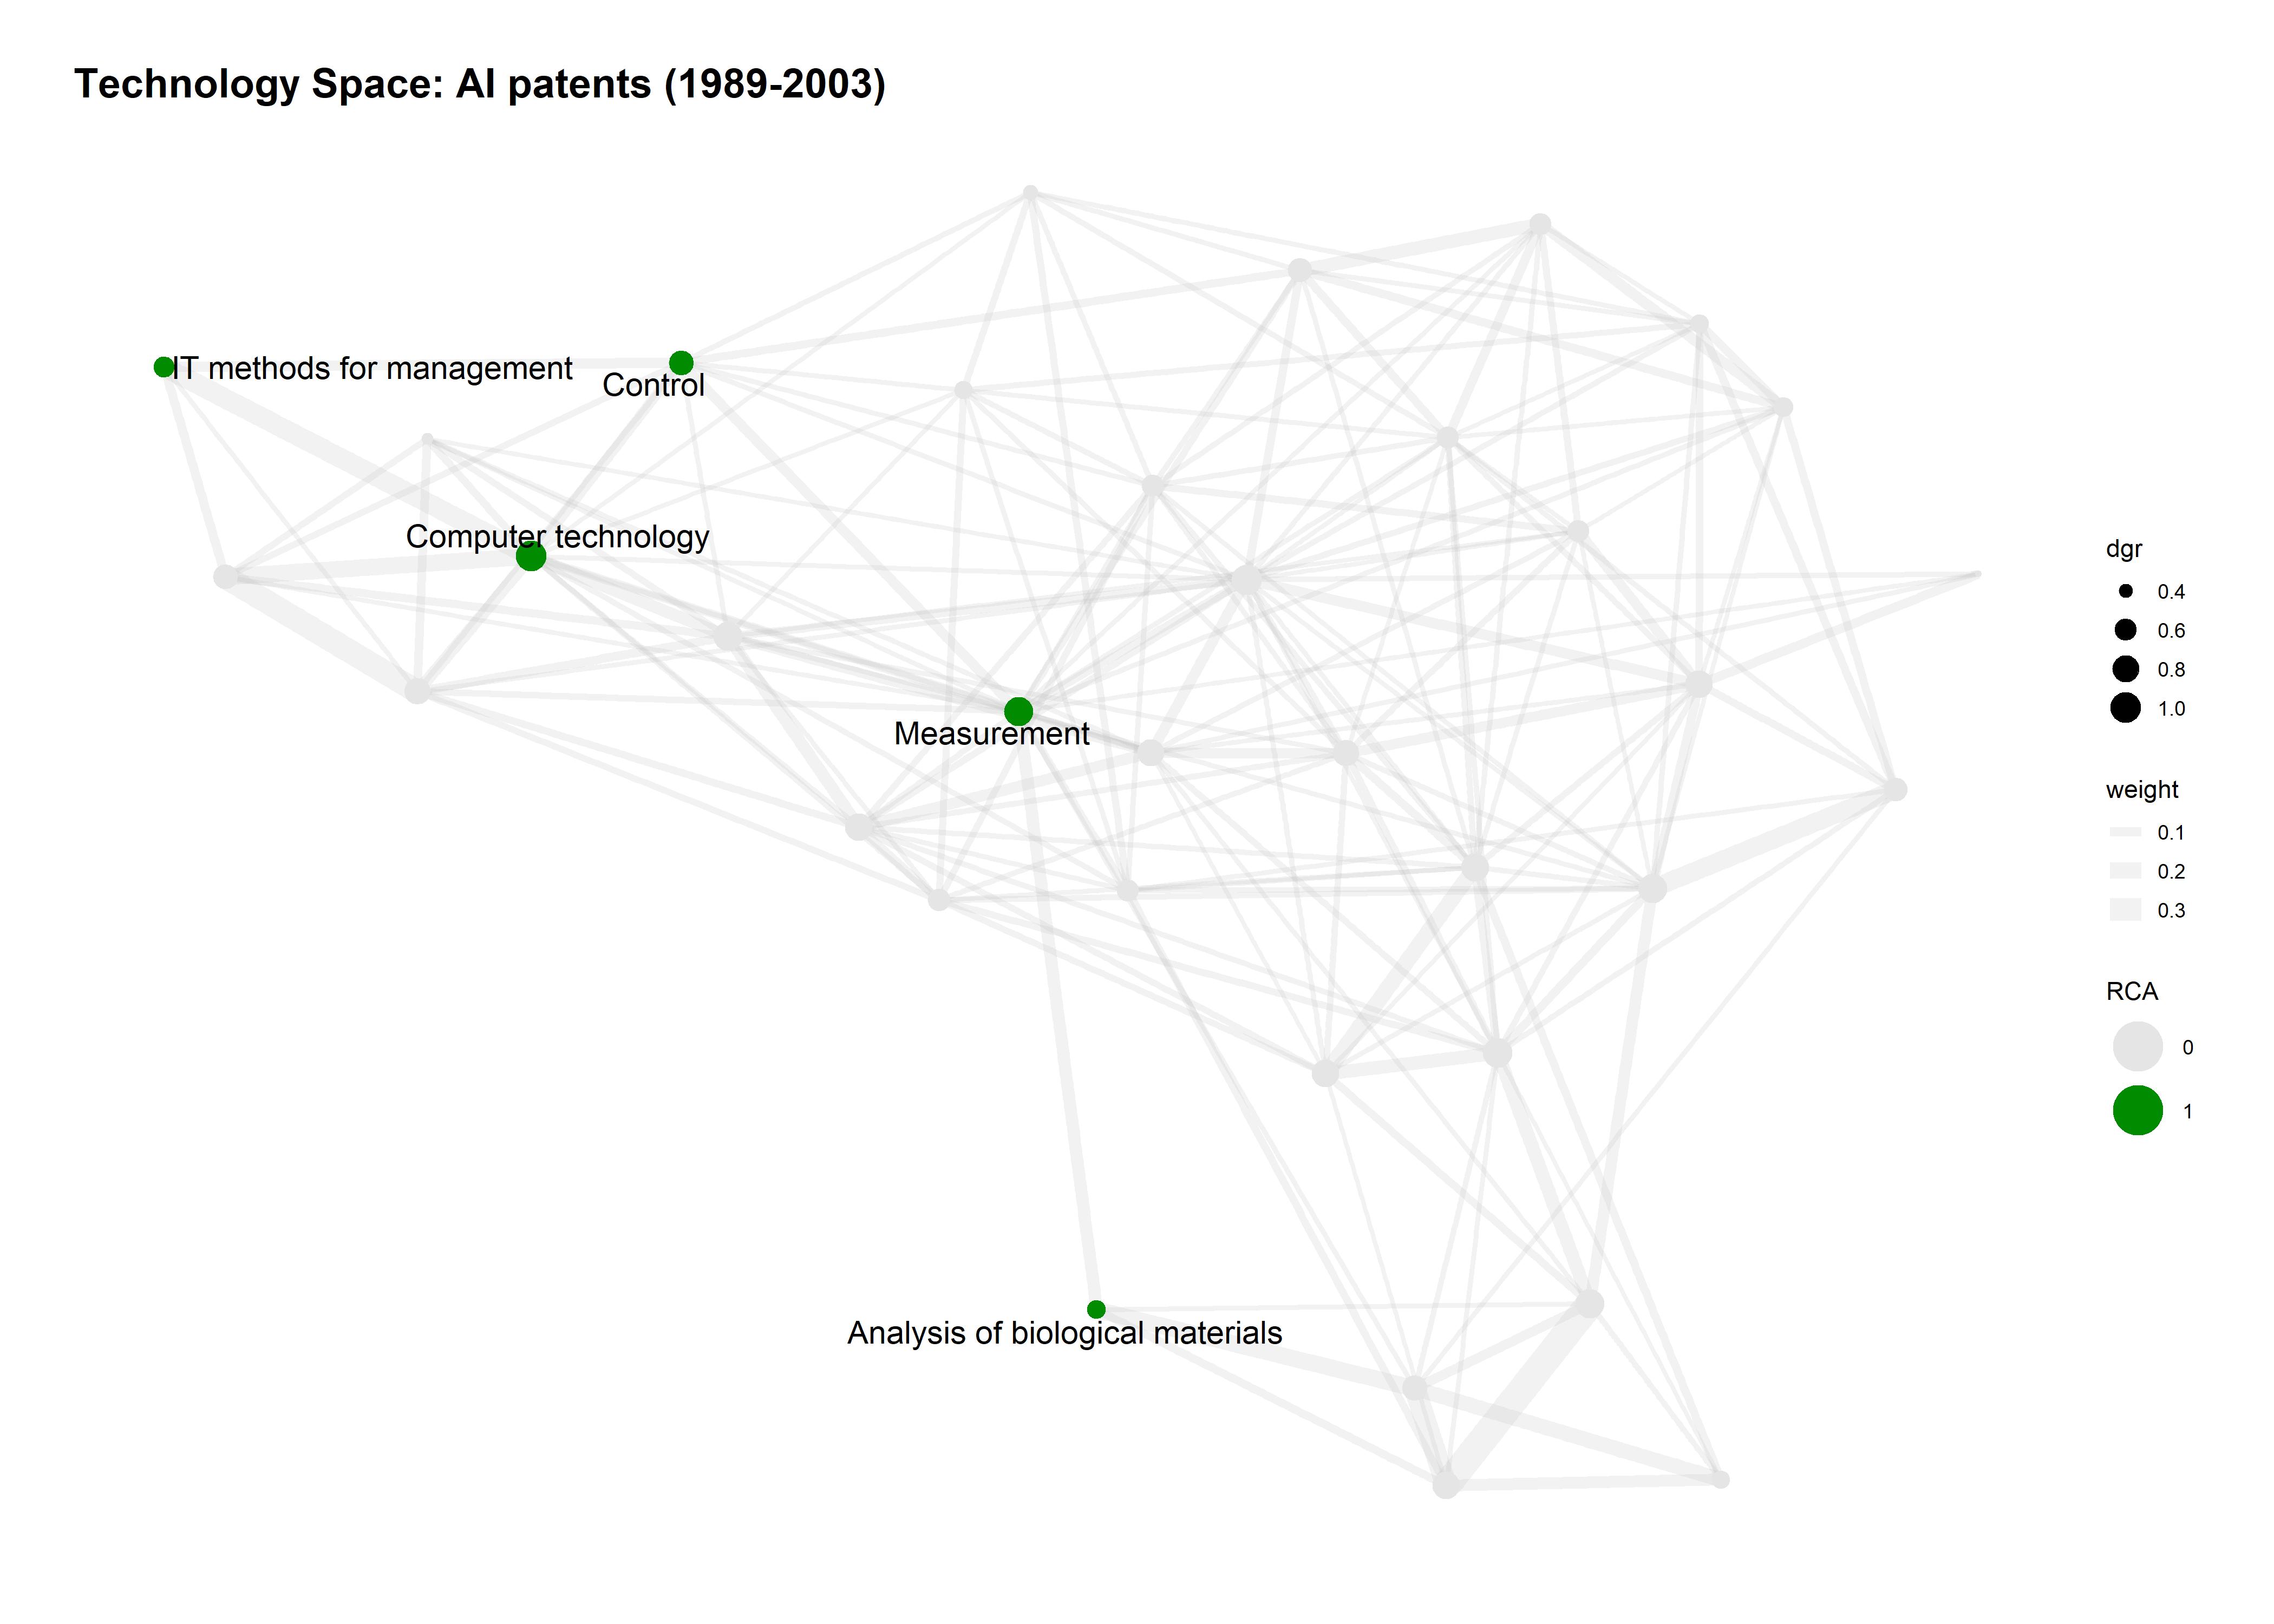 Technology Space: AI patents (1989-2003)
IT methods for management
Control
Computer technology
Measurement
Analysis of biological materials
dgr
0.4
0.6
0.8
1.0
weight
0.1
0.2
0.3
RCA
0
1